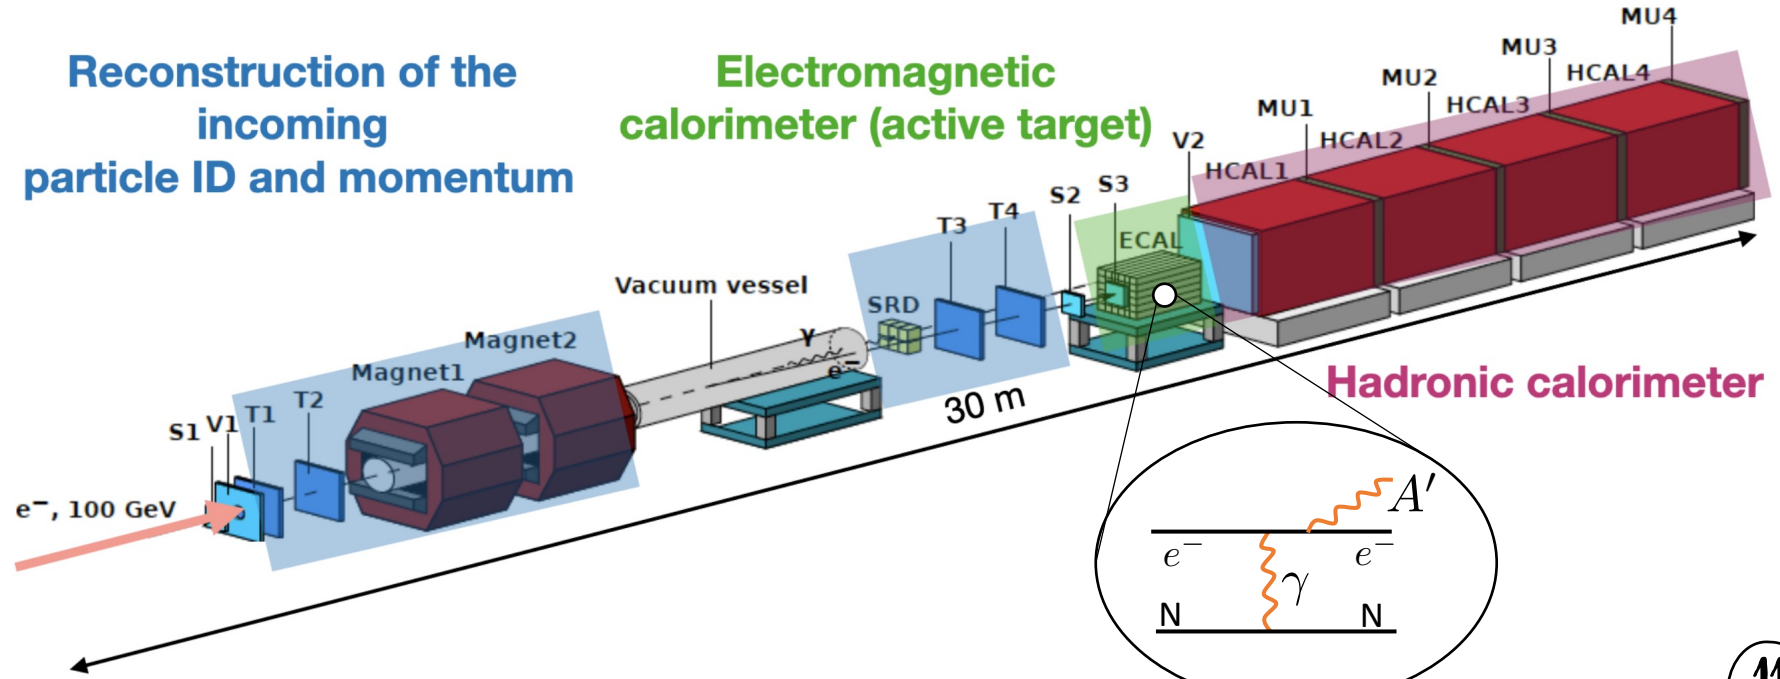 Reconstruction of the
incoming
particle ID and momentum
Electromagnetic
calorimeter (active target)
MU4
MU3
HCAL4
MU2
HCAL3
MU1
HCAL2
V2
HCAL1
S3
S2
T4
T3
ECAL
Vacuum vessel
SRD
γ
e−
Magnet2
Magnet1
T2
T1
V1
S1
e−, 100 GeV
30 m
Hadronic calorimeter
A′
e− e−
γ
N N